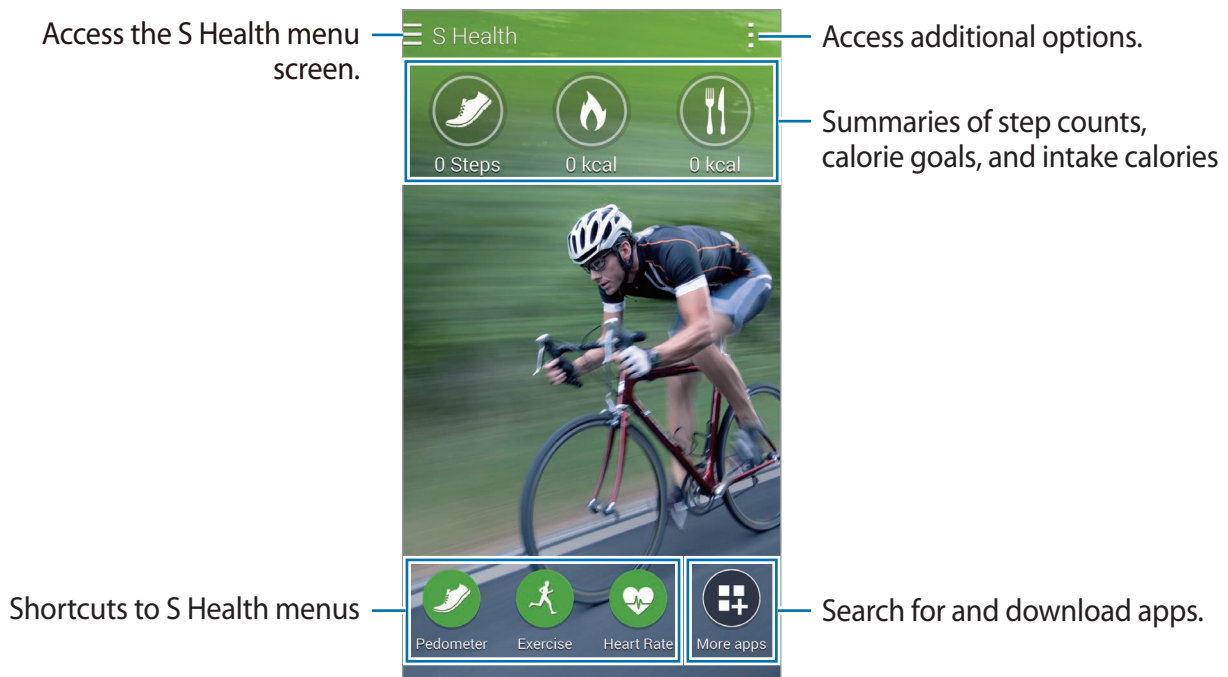 Access the S Health menu
screen.
S Health
Access additional options.
0 Steps
0 kcal
0 kcal
Summaries of step counts,
calorie goals, and intake calories
Shortcuts to S Health menus
Pedometer
Exercise
Heart Rate
More apps
Search for and download apps.